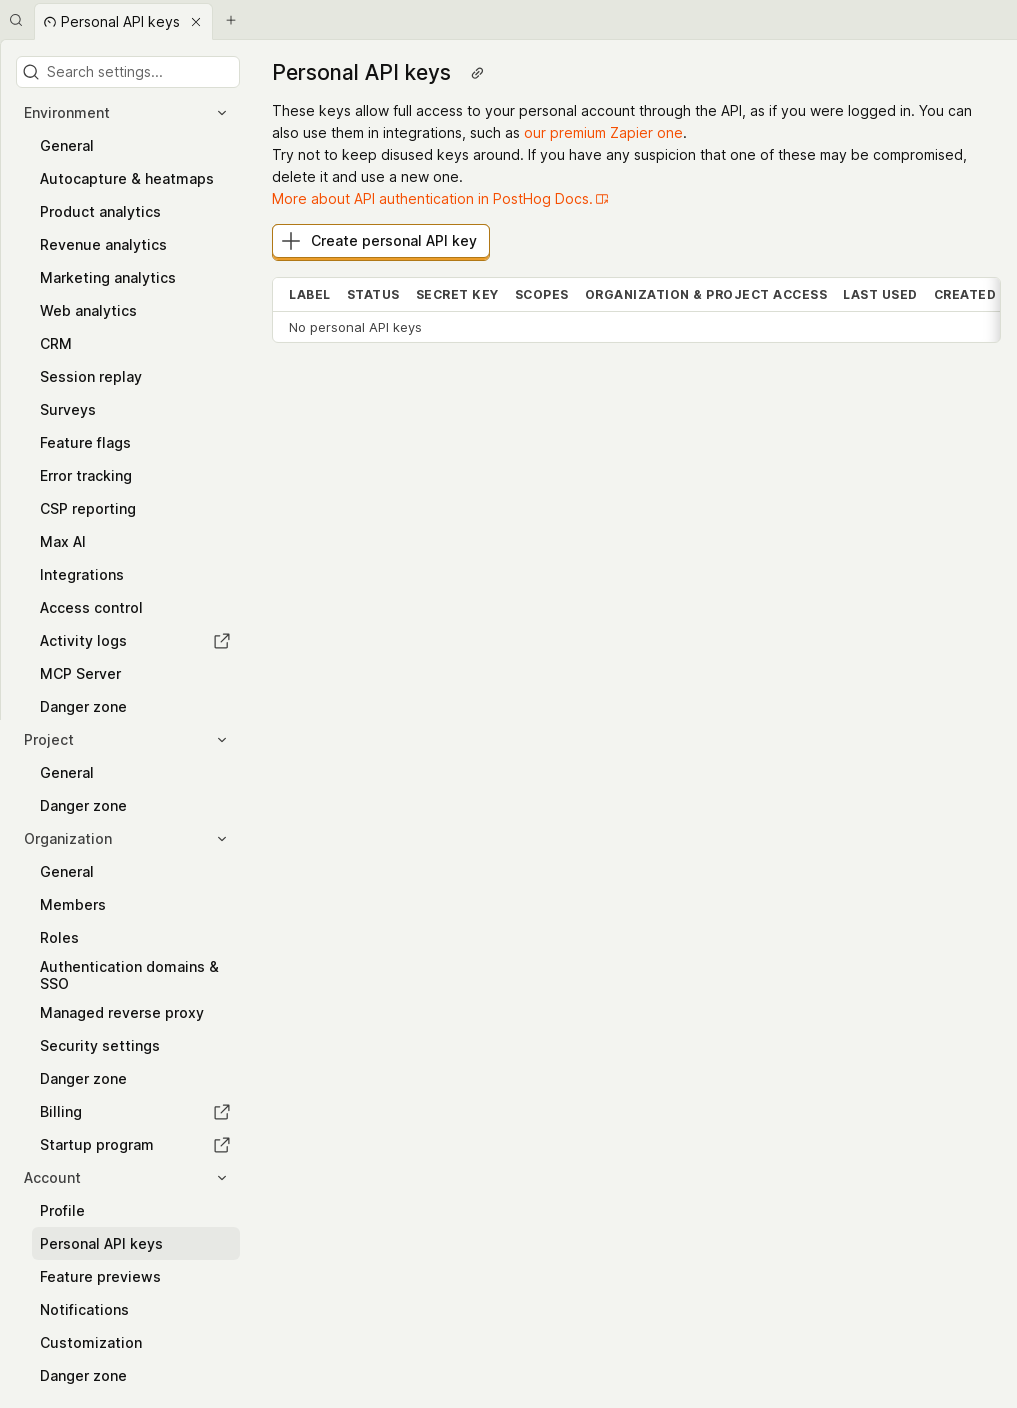 Personal API keys
Search settings...
Environment
General
Autocapture & heatmaps
Product analytics
Revenue analytics
Marketing analytics
Web analytics
CRM
Session replay
Surveys
Feature flags
Error tracking
CSP reporting
Max AI
Integrations
Access control
Activity logs
MCP Server
Danger zone
Project
General
Danger zone
Organization
General
Members
Roles
Authentication domains &
SSO
Managed reverse proxy
Security settings
Danger zone
Billing
Startup program
Account
Profile
Personal API keys
Feature previews
Notifications
Customization
Danger zone
Personal API keys
These keys allow full access to your personal account through the API, as if you were logged in. You can
also use them in integrations, such as our premium Zapier one.
Try not to keep disused keys around. If you have any suspicion that one of these may be compromised,
delete it and use a new one.
More about API authentication in PostHog Docs.
Create personal API key
LABEL STATUS SECRET KEY SCOPES ORGANIZATION & PROJECT ACCESS LAST USED CREATED
No personal API keys